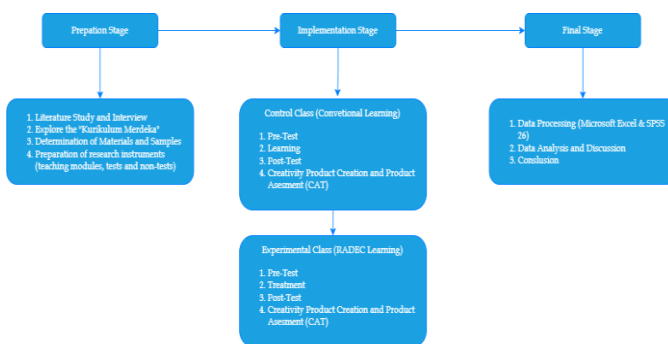 Prepation Stage
Implementation Stage
Final Stage
1. Literature Study and Interview
2. Explore the "Kurikulum Merdeka"
3. Determination of Materials and Samples
4. Preparation of research instruments
(teaching modules, tests and non-tests)
Control Class (Convetional Learning)
1. Pre-Test
2. Learning
3. Post-Test
4. Creativity Product Creation and Product
Asesment (CAT)
1. Data Processing (Microsoft Excel & SPSS
26)
2. Data Analysis and Discussion
3. Conslusion
Experimental Class (RADEC Learning)
1. Pre-Test
2. Treatment
3. Post-Test
4. Creativity Product Creation and Product
Asesment (CAT)